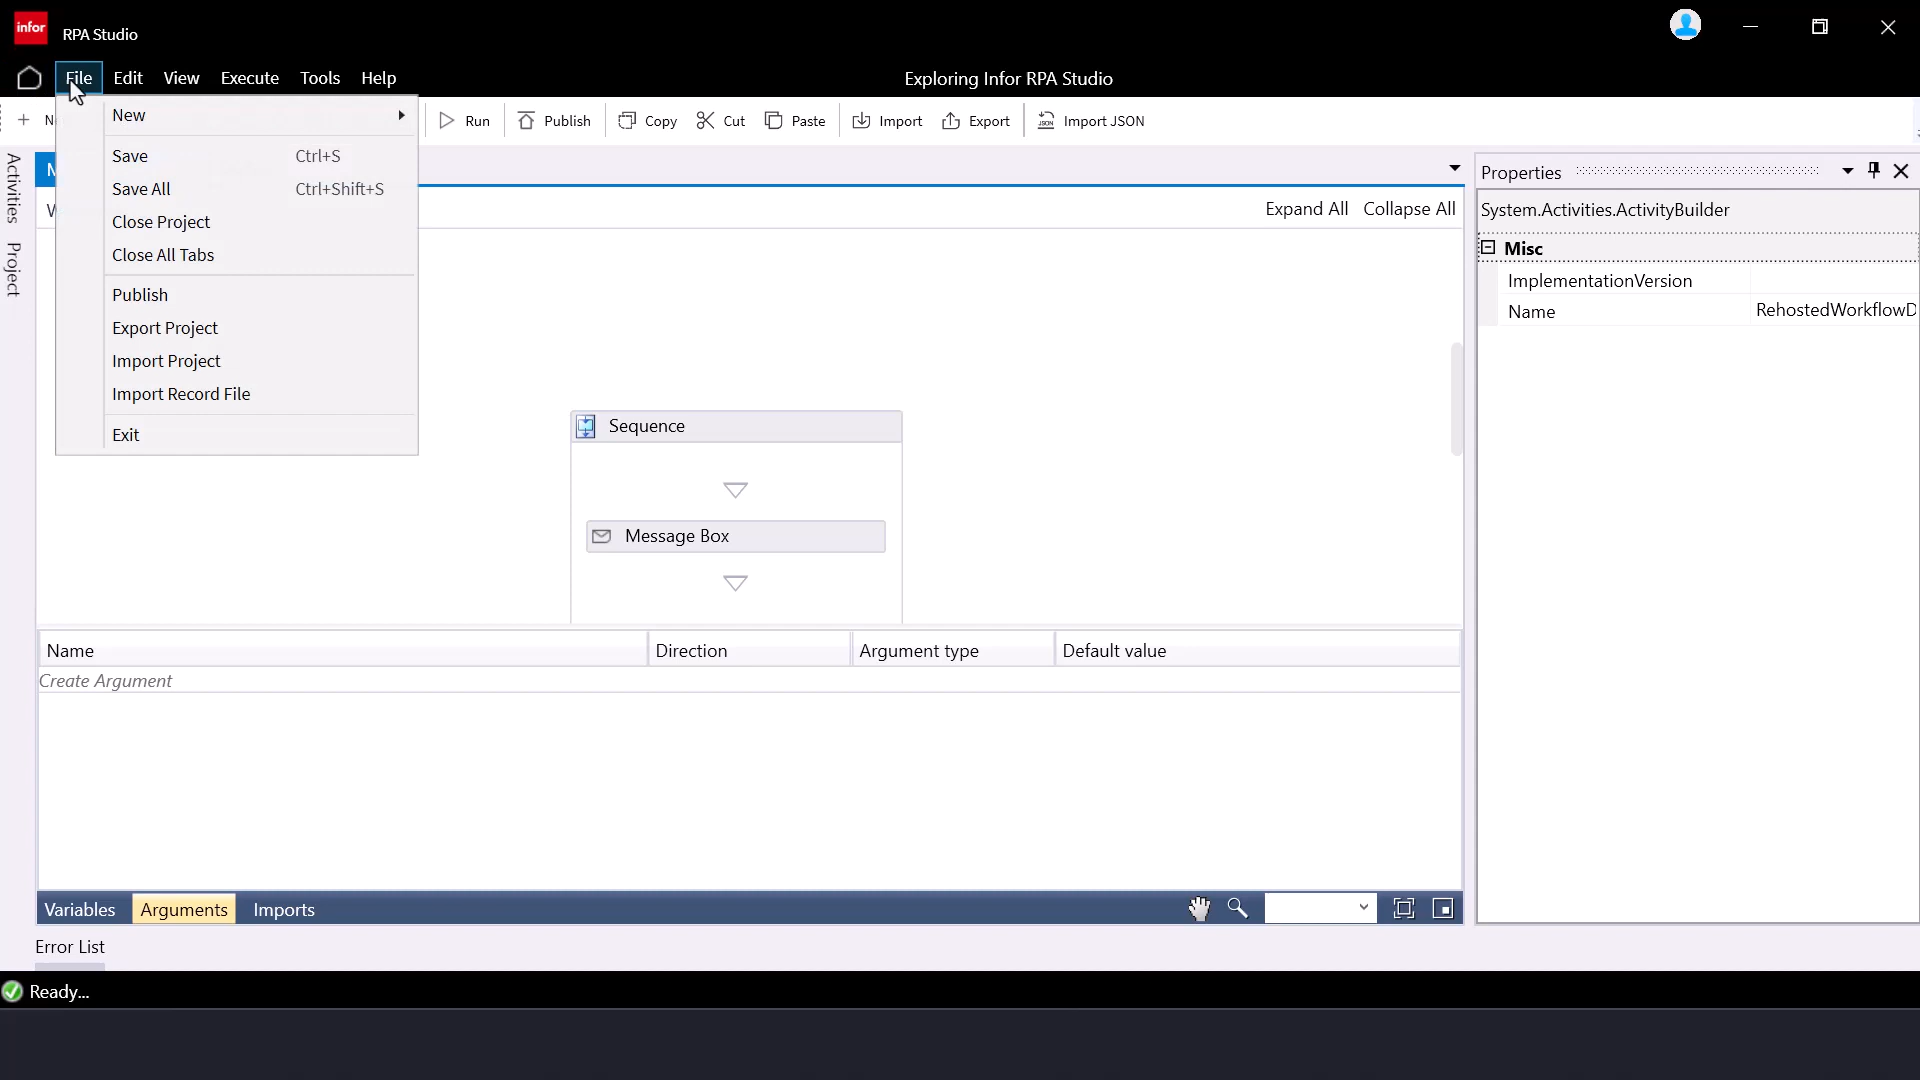 infor RPA Studio
File Edit View Execute Tools Help Exploring Infor RPA Studio
Run Publish Copy Cut Paste Import Export JSON Import JSON
New
Save Ctrl+S
Save All Ctrl+Shift+S
Close Project
Close All Tabs
Publish
Export Project
Import Project
Import Record File
Exit
Activities
Project
Expand All Collapse All
Sequence
Message Box
Name Direction Argument type Default value
Create Argument
Variables Arguments Imports
Properties
System.Activities.ActivityBuilder
Misc
ImplementationVersion
Name RehostedWorkflowD
Error List
Ready...